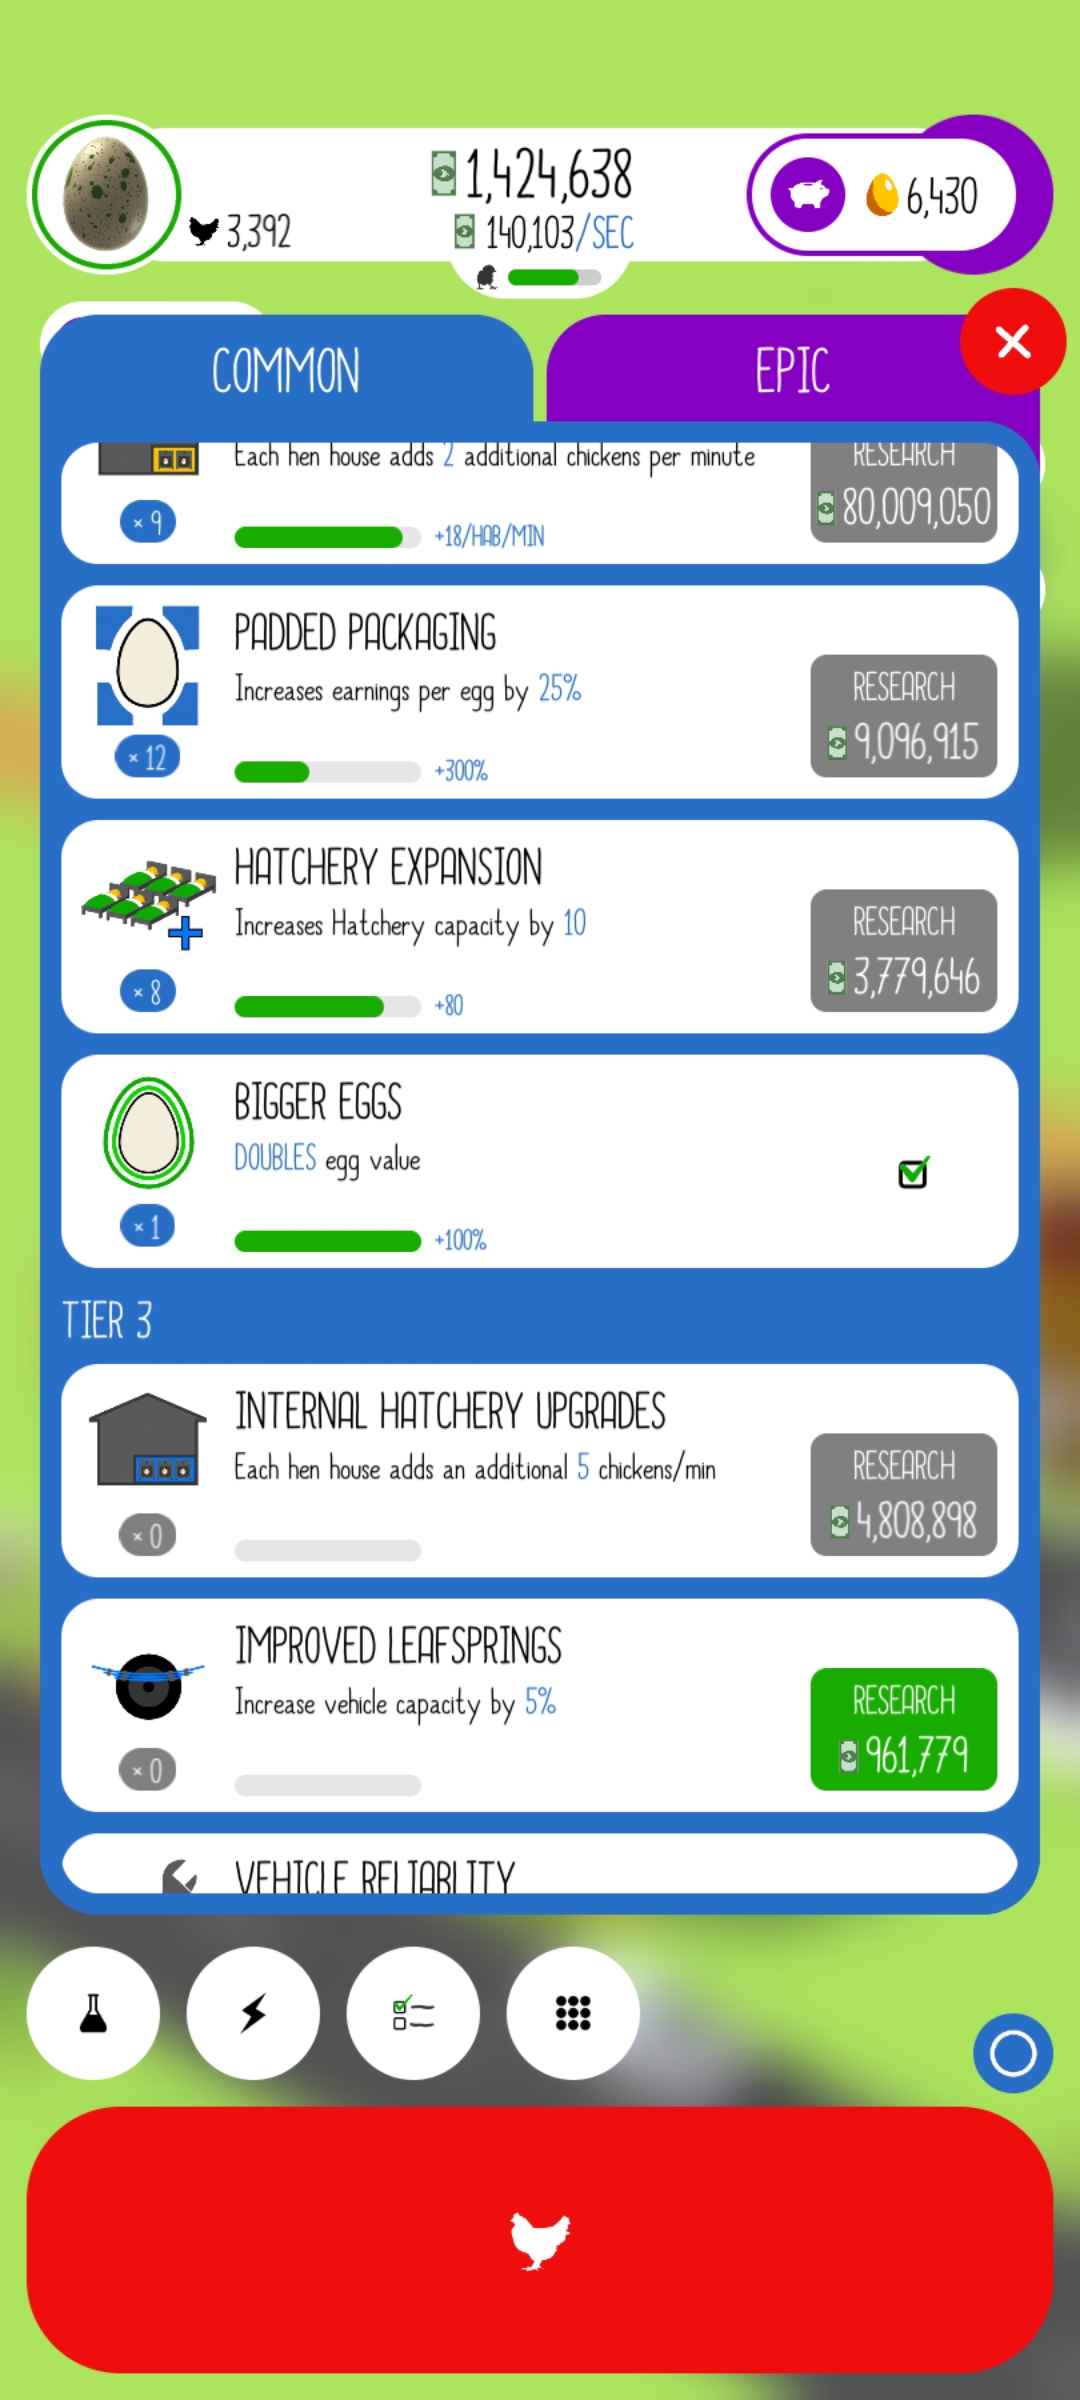 1,424,638
3,392
140,103/SEC
6,430
COMMON
EPIC
Each hen house adds 2 additional chickens per minute
RESEARCH
80,009,050
× 9
+18/HAB/MIN
PADDED PACKAGING
Increases earnings per egg by 25%
RESEARCH
9,096,915
× 12
+300%
HATCHERY EXPANSION
Increases Hatchery capacity by 10
RESEARCH
3,779,646
× 8
+80
BIGGER EGGS
DOUBLES egg value
× 1
+100%
TIER 3
INTERNAL HATCHERY UPGRADES
Each hen house adds an additional 5 chickens/min
RESEARCH
4,808,898
× 0
IMPROVED LEAFSPRINGS
Increase vehicle capacity by 5%
RESEARCH
961,779
× 0
VEHICLE RELIABLITY